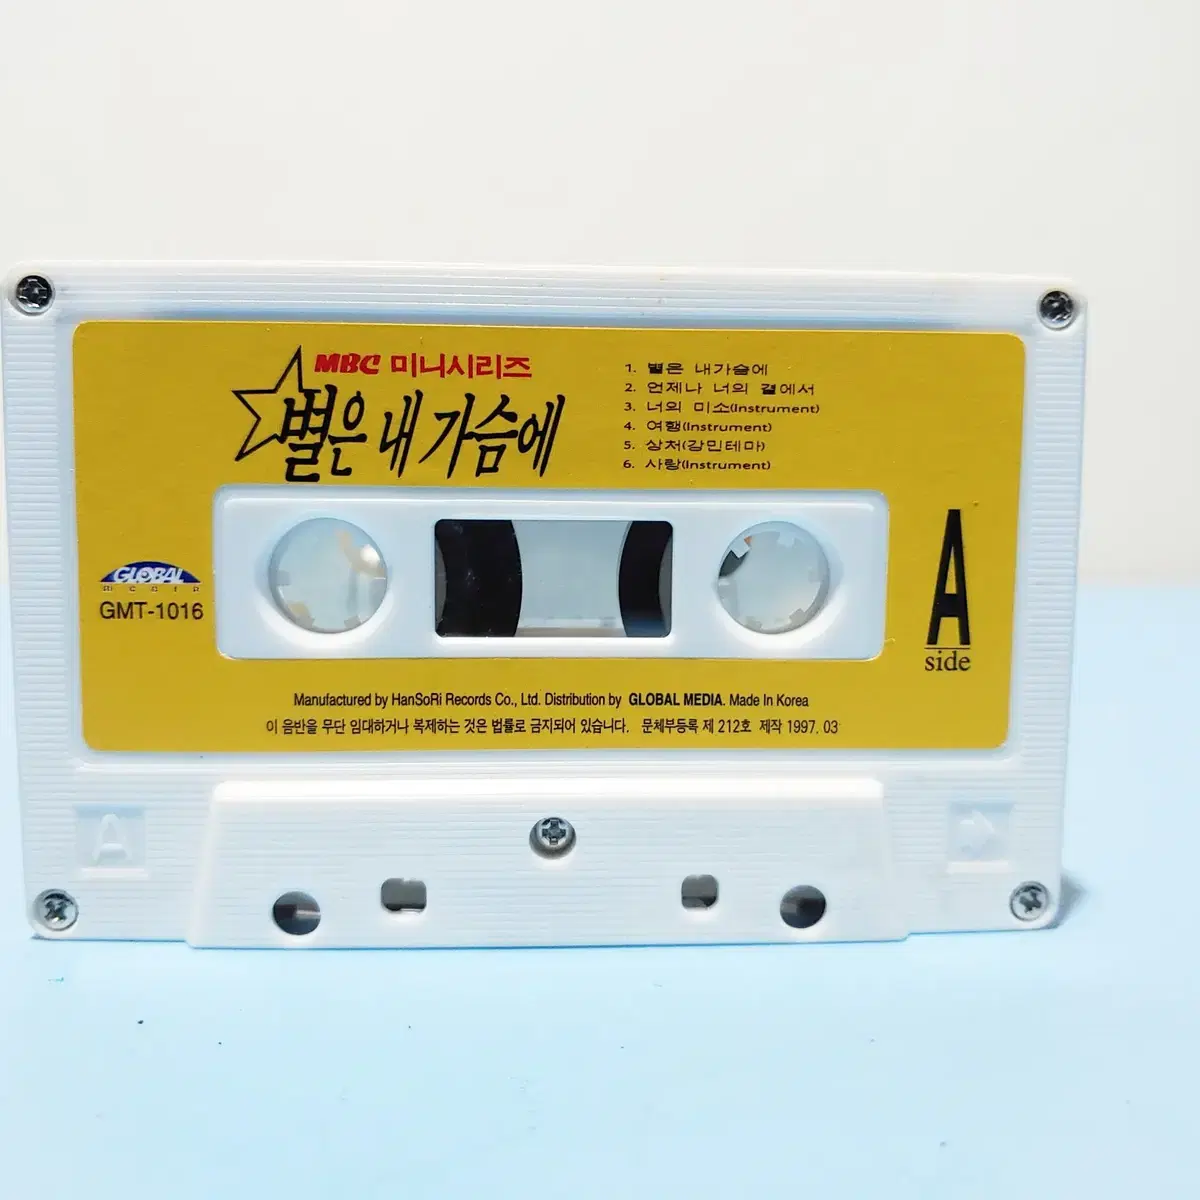 MBC 미니시리즈
별은 내 가슴에
1. 별은 내가슴에
2. 언제나 너의 곁에서
3. 너의 미소(Instrument)
4. 여행(Instrument)
5. 상처(강민테마)
6. 사랑(Instrument)
GLOBAL
MEDIA
GMT-1016
A
side
Manufactured by HanSoRi Records Co., Ltd. Distribution by GLOBAL MEDIA. Made In Korea
이 음반을 무단 임대하거나 복제하는 것은 법률로 금지되어 있습니다. 문체부등록 제 212호 제작 1997. 03
A